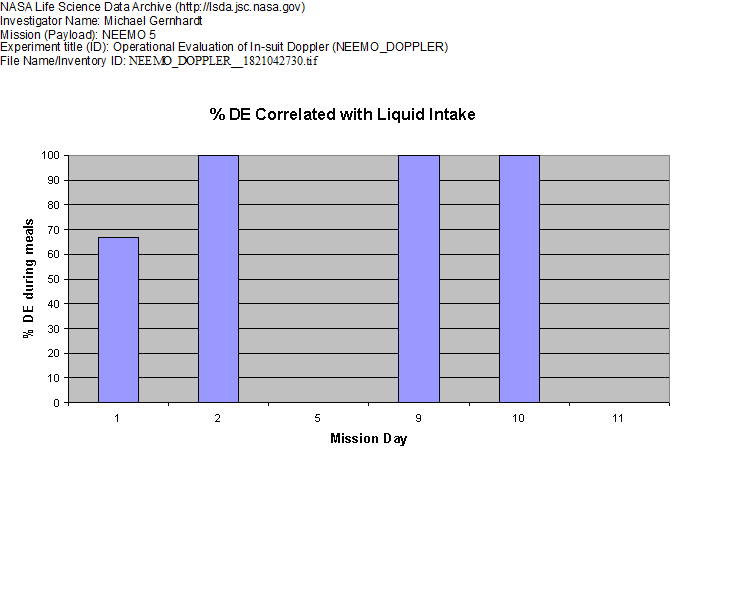 NASA Life Science Data Archive (http://lsda.jsc.nasa.gov)
Investigator Name: Michael Gernhardt
Mission (Payload): NEEMO 5
Experiment title (ID): Operational Evaluation of In-suit Doppler (NEEMO_DOPPLER)
File Name/Inventory ID: NEEMO_DOPPLER__1821042730.tif
% DE Correlated with Liquid Intake
% DE during meals
100
90
80
70
60
50
40
30
20
10
0
1 2 5 9 10 11
Mission Day